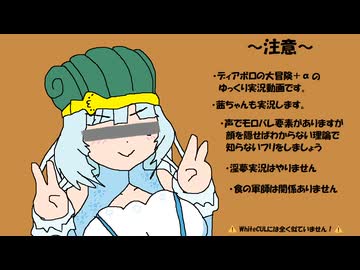 ～注意～
・ディアボロの大冒険＋αの
ゆっくり実況動画です。
・茜ちゃんも実況します。
・声でモロバレ要素がありますが
顔を隠せばわからない理論で
知らないフリをしましょう
・淫夢実況はやりません
・食の軍師は関係ありません
⚠ WhiteCULには全く似ていません！⚠